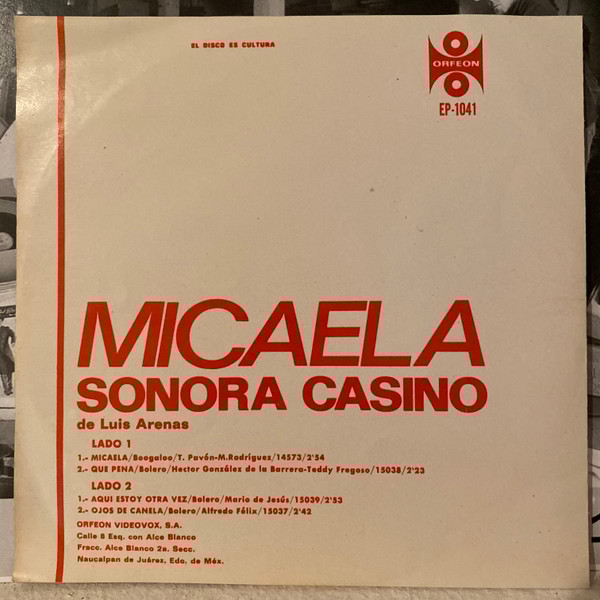 EL DISCO ES CULTURA
ORFEON
EP-1041
MICAELA
SONORA CASINO
de Luis Arenas
LADO 1
1.- MICAELA/Boogaloo/T. Pavón-M.Rodríguez/14573/2'54
2.- QUE PENA/Bolero/Hector González de la Barrera-Teddy Fregoso/15038/2'23
LADO 2
1.- AQUI ESTOY OTRA VEZ/Bolero/Mario de Jesús/15039/2'53
2.- OJOS DE CANELA/Bolero/Alfredo Félix/15037/2'42
ORFEON VIDEOVOX, S.A.
Calle 8 Esq. con Alce Blanco
Fracc. Alce Blanco 2a. Secc.
Naucalpan de Juárez, Edo. de Méx.